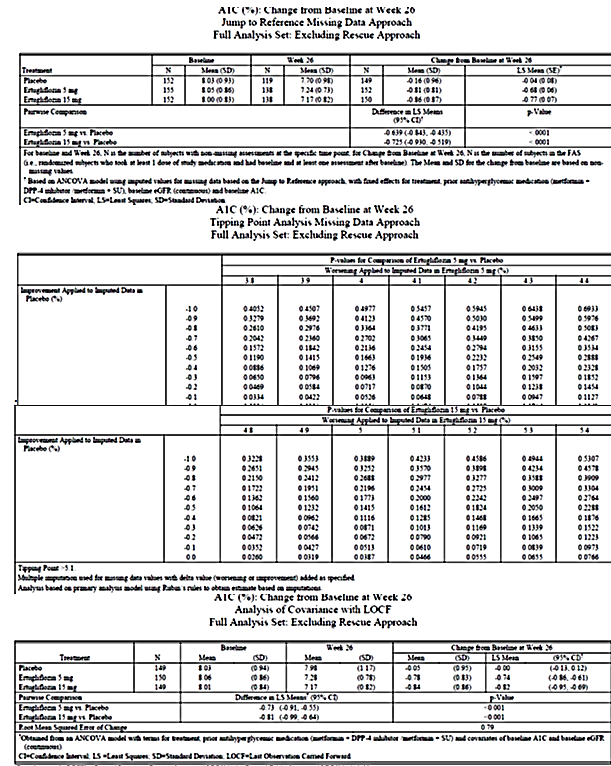 A1C (%): Change from Baseline at Week 26
Jump to Reference Missing Data Approach
Full Analysis Set: Excluding Rescue Approach
Baseline Week 26 Change from Baseline at Week 26
Treatment N Mean (SD) N Mean (SD) N Mean (SD) LS Mean (SE)*
Placebo 152 8.03 (0.93) 119 7.70 (0.98) 149 -0.16 (0.96) -0.04 (0.08)
Ertugliflozin 5 mg 155 8.05 (0.86) 138 7.24 (0.73) 152 -0.81 (0.81) -0.68 (0.06)
Ertugliflozin 15 mg 152 8.00 (0.83) 138 7.17 (0.82) 150 -0.86 (0.87) -0.77 (0.07)
Pairwise Comparison Difference in LS Means p-Value
(95% CI)*
Ertugliflozin 5 mg vs. Placebo -0.639 (-0.843, -0.435) <.0001
Ertugliflozin 15 mg vs. Placebo -0.725 (-0.930, -0.519) <.0001
For baseline and Week 26, N is the number of subjects with non-missing assessments at the specific time point; for Change from Baseline at Week 26, N is the number of subjects in the FAS
(i.e., randomized subjects who took at least 1 dose of study medication and had baseline and at least one assessment after baseline). The Mean and SD for the change from baseline are based on non-
missing values.
* Based on ANCOVA model using imputed values for missing data based on the Jump to Reference approach, with fixed effects for treatment, prior antihyperglycemic medication (metformin +
DPP-4 inhibitor /metformin + SU), baseline eGFR (continuous) and baseline A1C.
CI=Confidence Interval; LS=Least Squares; SD=Standard Deviation
A1C (%): Change from Baseline at Week 26
Tipping Point Analysis Missing Data Approach
Full Analysis Set: Excluding Rescue Approach
P-values for Comparison of Ertugliflozin 5 mg vs. Placebo
Worsening Applied to Imputed Data in Ertugliflozin 5 mg (%)
3.8 3.9 4 4.1 4.2 4.3 4.4
Improvement Applied to Imputed Data in
Placebo (%)
-1.0 0.4052 0.4507 0.4977 0.5457 0.5945 0.6438 0.6933
-0.9 0.3279 0.3692 0.4123 0.4570 0.5030 0.5499 0.5976
-0.8 0.2610 0.2976 0.3364 0.3771 0.4195 0.4633 0.5083
-0.7 0.2042 0.2360 0.2702 0.3065 0.3449 0.3850 0.4267
-0.6 0.1572 0.1842 0.2136 0.2454 0.2794 0.3155 0.3534
-0.5 0.1190 0.1415 0.1663 0.1936 0.2232 0.2549 0.2888
-0.4 0.0886 0.1069 0.1276 0.1505 0.1757 0.2032 0.2328
-0.3 0.0650 0.0796 0.0963 0.1153 0.1364 0.1597 0.1852
-0.2 0.0469 0.0584 0.0717 0.0870 0.1044 0.1238 0.1454
-0.1 0.0334 0.0422 0.0526 0.0648 0.0788 0.0947 0.1127
P-values for Comparison of Ertugliflozin 15 mg vs. Placebo
Worsening Applied to Imputed Data in Ertugliflozin 15 mg (%)
4.8 4.9 5 5.1 5.2 5.3 5.4
Improvement Applied to Imputed Data in
Placebo (%)
-1.0 0.3228 0.3553 0.3889 0.4233 0.4586 0.4944 0.5307
-0.9 0.2651 0.2945 0.3252 0.3570 0.3898 0.4234 0.4578
-0.8 0.2150 0.2412 0.2688 0.2977 0.3277 0.3588 0.3909
-0.7 0.1722 0.1951 0.2196 0.2454 0.2725 0.3009 0.3304
-0.6 0.1362 0.1560 0.1773 0.2000 0.2242 0.2497 0.2764
-0.5 0.1064 0.1232 0.1415 0.1612 0.1824 0.2050 0.2288
-0.4 0.0821 0.0962 0.1116 0.1285 0.1468 0.1665 0.1876
-0.3 0.0626 0.0742 0.0871 0.1013 0.1169 0.1339 0.1522
-0.2 0.0472 0.0566 0.0672 0.0790 0.0921 0.1065 0.1223
-0.1 0.0352 0.0427 0.0513 0.0610 0.0719 0.0839 0.0973
0.0 0.0260 0.0319 0.0387 0.0466 0.0555 0.0655 0.0766
Tipping Point ~5.1.
Multiple imputation used for missing data values with delta value (worsening or improvement) added as specified.
Analysis based on primary analysis model using Rubin's rules to obtain estimate based on imputations.
A1C (%): Change from Baseline at Week 26
Analysis of Covariance with LOCF
Full Analysis Set: Excluding Rescue Approach
Baseline Week 26 Change from Baseline at Week 26
Treatment N Mean (SD) Mean (SD) Mean (SD) LS Mean (95% CI)*
Placebo 149 8.03 (0.94) 7.98 (1.17) -0.05 (0.95) -0.00 (-0.13, 0.12)
Ertugliflozin 5 mg 150 8.06 (0.86) 7.28 (0.78) -0.78 (0.83) -0.74 (-0.86, -0.61)
Ertugliflozin 15 mg 149 8.01 (0.84) 7.17 (0.82) -0.84 (0.86) -0.82 (-0.95, -0.69)
Pairwise Comparison Difference in LS Means* (95% CI) p-Value
Ertugliflozin 5 mg vs. Placebo -0.73 (-0.91, -0.55) <0.001
Ertugliflozin 15 mg vs. Placebo -0.81 (-0.99, -0.64) <0.001
Root Mean Squared Error of Change 0.79
*Obtained from an ANCOVA model with terms for treatment, prior antihyperglycemic medication (metformin + DPP-4 inhibitor /metformin + SU) and covariates of baseline A1C and baseline eGFR
(continuous)
CI=Confidence Interval; LS =Least Squares; SD=Standard Deviation; LOCF=Last Observation Carried Forward